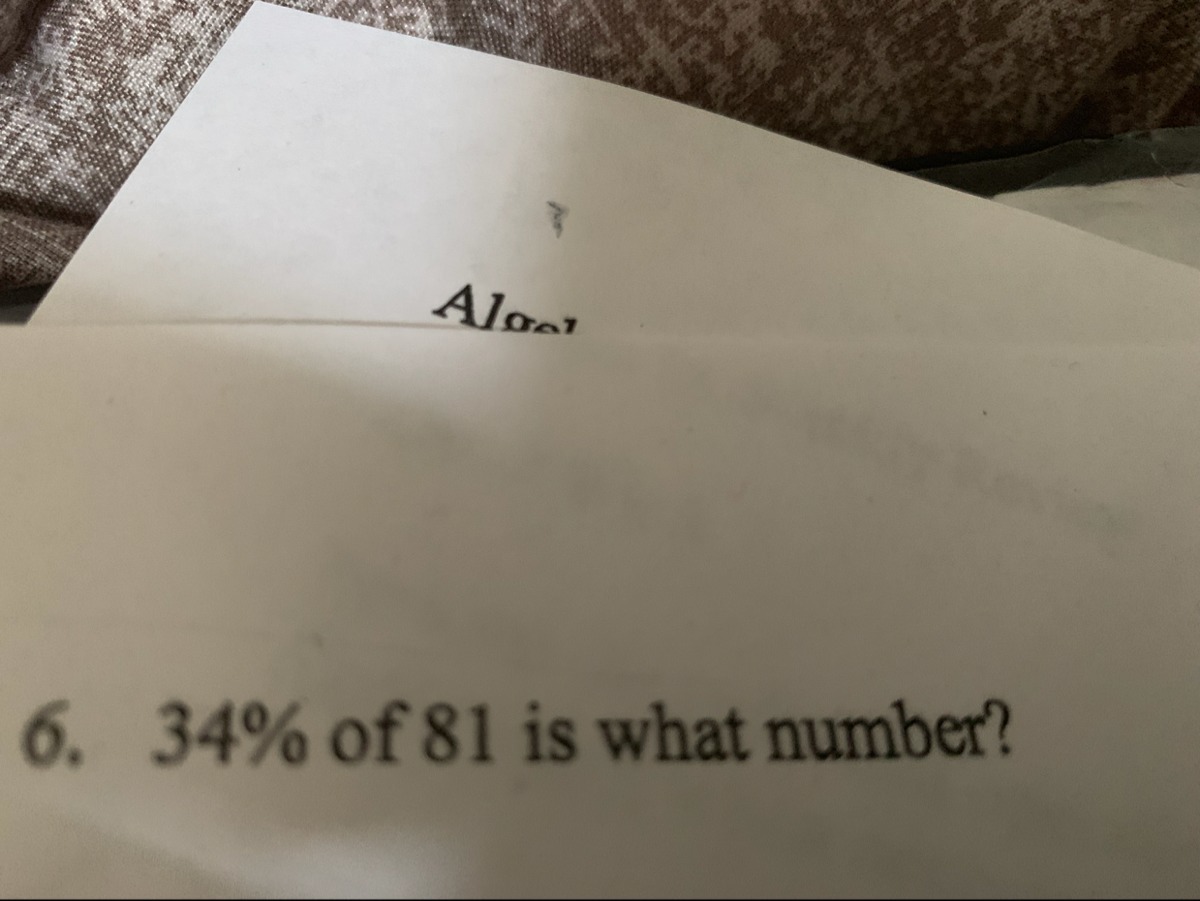 6. 34% of 81 is what number?